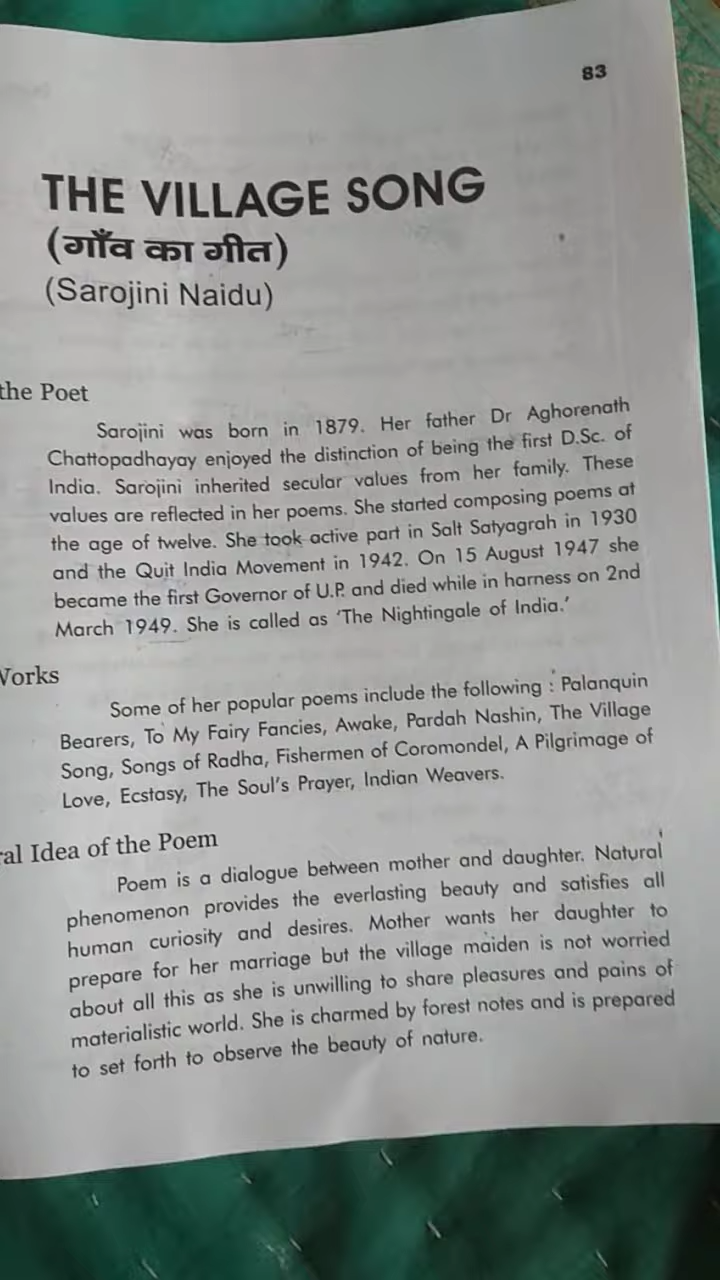 83
THE VILLAGE SONG
(गाँव का गीत)
(Sarojini Naidu)
the Poet
Sarojini was born in 1879. Her father Dr Aghorenath
Chattopadhayay enjoyed the distinction of being the first D.Sc. of
India. Sarojini inherited secular values from her family. These
values are reflected in her poems. She started composing poems at
the age of twelve. She took active part in Salt Satyagrah in 1930
and the Quit India Movement in 1942. On 15 August 1947 she
became the first Governor of U.P. and died while in harness on 2nd
March 1949. She is called as ‘The Nightingale of India.’
Works
Some of her popular poems include the following : Palanquin
Bearers, To My Fairy Fancies, Awake, Pardah Nashin, The Village
Song, Songs of Radha, Fishermen of Coromondel, A Pilgrimage of
Love, Ecstasy, The Soul’s Prayer, Indian Weavers.
ral Idea of the Poem
Poem is a dialogue between mother and daughter. Natural
phenomenon provides the everlasting beauty and satisfies all
human curiosity and desires. Mother wants her daughter to
prepare for her marriage but the village maiden is not worried
about all this as she is unwilling to share pleasures and pains of
materialistic world. She is charmed by forest notes and is prepared
to set forth to observe the beauty of nature.